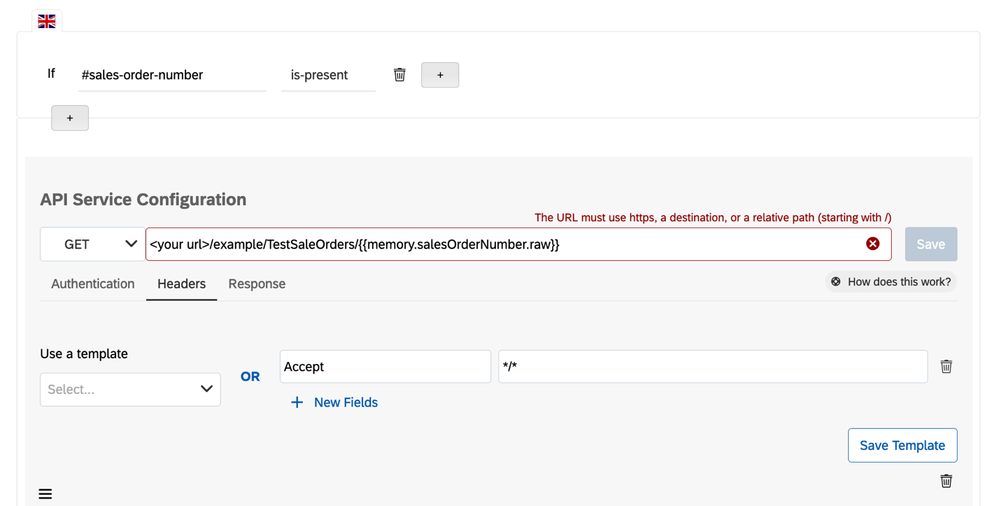 If #sales-order-number is-present +
+
API Service Configuration
The URL must use https, a destination, or a relative path (starting with /)
GET <your url>/example/TestSaleOrders/{{memory.salesOrderNumber.raw}} Save
Authentication Headers Response How does this work?
Use a template
Accept */*
Select... OR
+ New Fields
Save Template